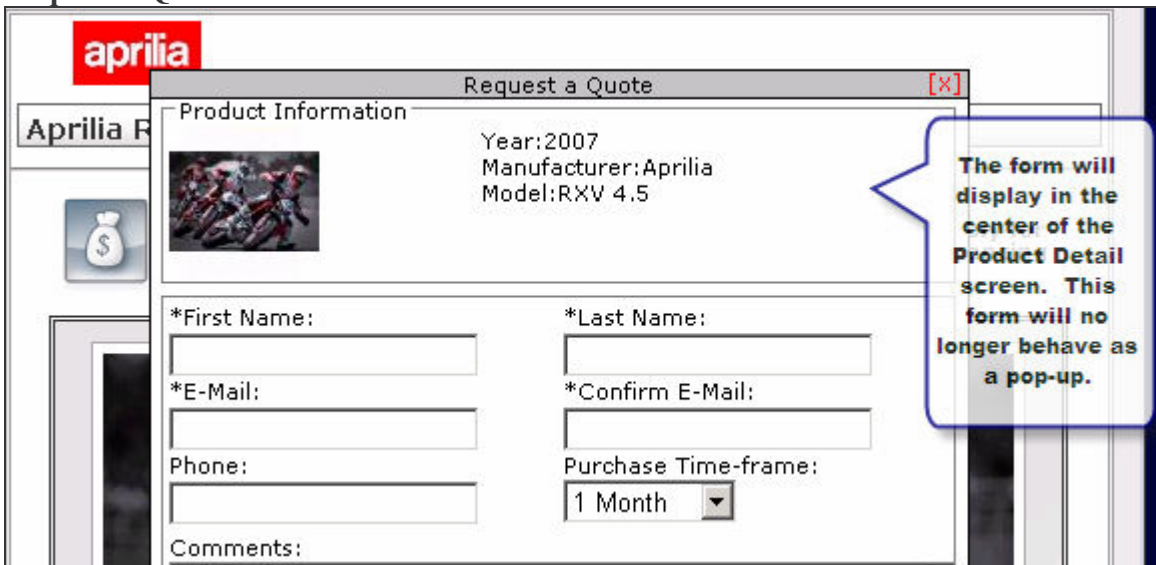 aprilia
Request a Quote [X]
Aprilia R
Product Information
Year:2007
Manufacturer:Aprilia
Model:RXV 4.5
The form will
display in the
center of the
Product Detail
screen. This
form will no
longer behave as
a pop-up.
$
*First Name: *Last Name:
*E-Mail: *Confirm E-Mail:
Phone: Purchase Time-frame:
1 Month
Comments: